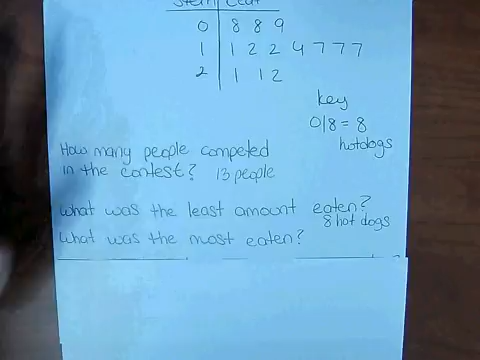 Stem Leaf
0 8 8 9
1 1 2 2 4 7 7 7
2 1 1 2
key
0|8 = 8
hotdogs
How many people competed
in the contest? 13 people
What was the least amount eaten?
8 hot dogs
What was the most eaten?